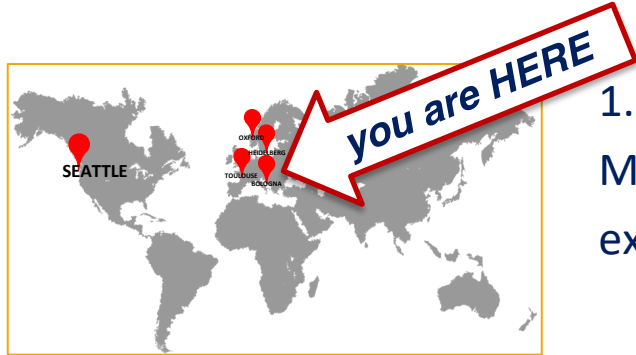 you are HERE
1.
M
ex
SEATTLE
OXFORD
HEIDELBERG
TOULOUSE
BOLOGNA